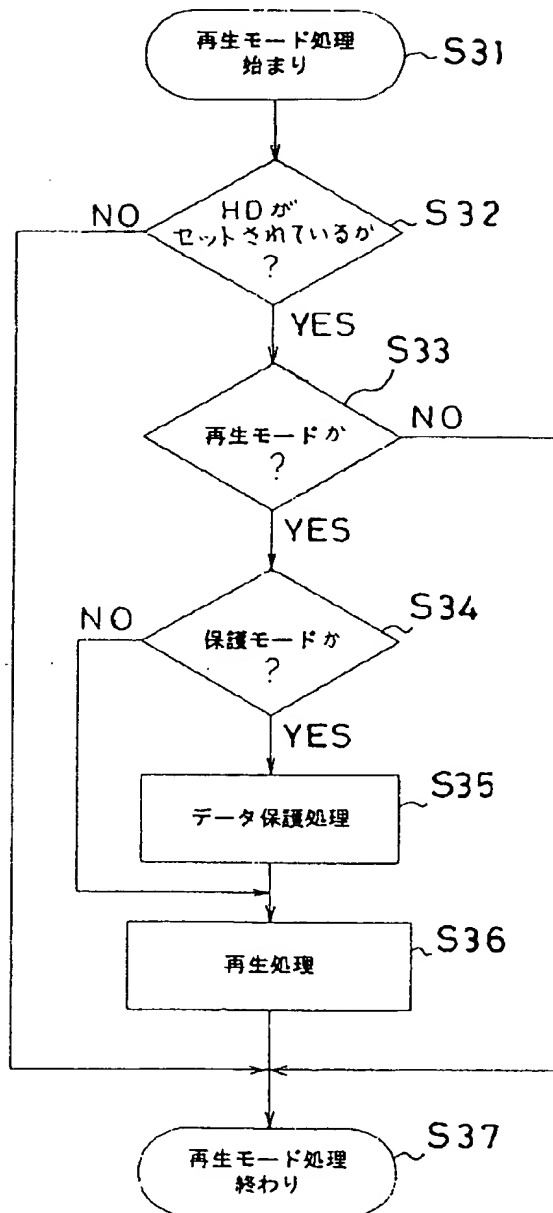 再生モード処理
始まり
S31
HDが
セットされているか
?
S32
NO
YES
S33
再生モードか
?
NO
YES
S34
保護モードか
?
NO
YES
S35
データ保護処理
S36
再生処理
S37
再生モード処理
終わり